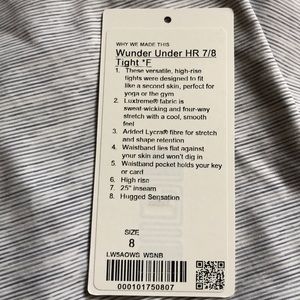 WHY WE MADE THIS
Wunder Under HR 7/8
Tight *F
1. These versatile, high-rise
tights were designed to fit
like a second skin, perfect for
yoga or the gym
2. Luxtreme® fabric is
sweat-wicking and four-way
stretch with a cool, smooth
feel
3. Added Lycra® fibre for stretch
and shape retention
4. Waistband lies flat against
your skin and won't dig in
5. Waistband pocket holds your
key
or card
6. High rise
7. 25" inseam
8. Hugged Sensation
SIZE
8
LW5AOWS WSNB
000101750807